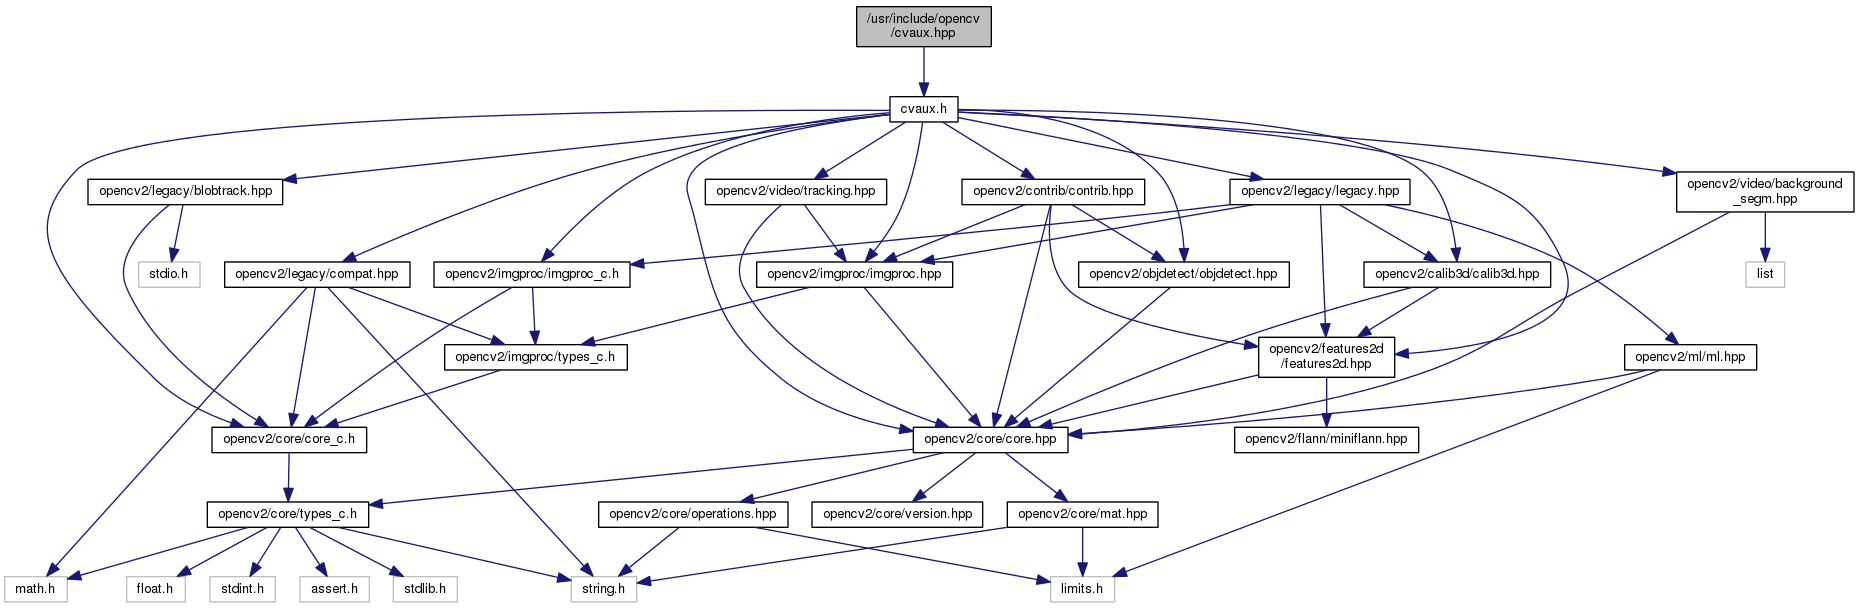 /usr/include/opencv
/cvaux.hpp
cvaux.h
opencv2/legacy/blobtrack.hpp
opencv2/video/tracking.hpp
opencv2/contrib/contrib.hpp
opencv2/legacy/legacy.hpp
opencv2/video/background
_segm.hpp
stdio.h
opencv2/legacy/compat.hpp
opencv2/imgproc/imgproc_c.h
opencv2/imgproc/imgproc.hpp
opencv2/objdetect/objdetect.hpp
opencv2/calib3d/calib3d.hpp
list
opencv2/imgproc/types_c.h
opencv2/features2d
/features2d.hpp
opencv2/ml/ml.hpp
opencv2/core/core_c.h
opencv2/core/core.hpp
opencv2/flann/miniflann.hpp
opencv2/core/types_c.h
opencv2/core/operations.hpp
opencv2/core/version.hpp
opencv2/core/mat.hpp
math.h
float.h
stdint.h
assert.h
stdlib.h
string.h
limits.h